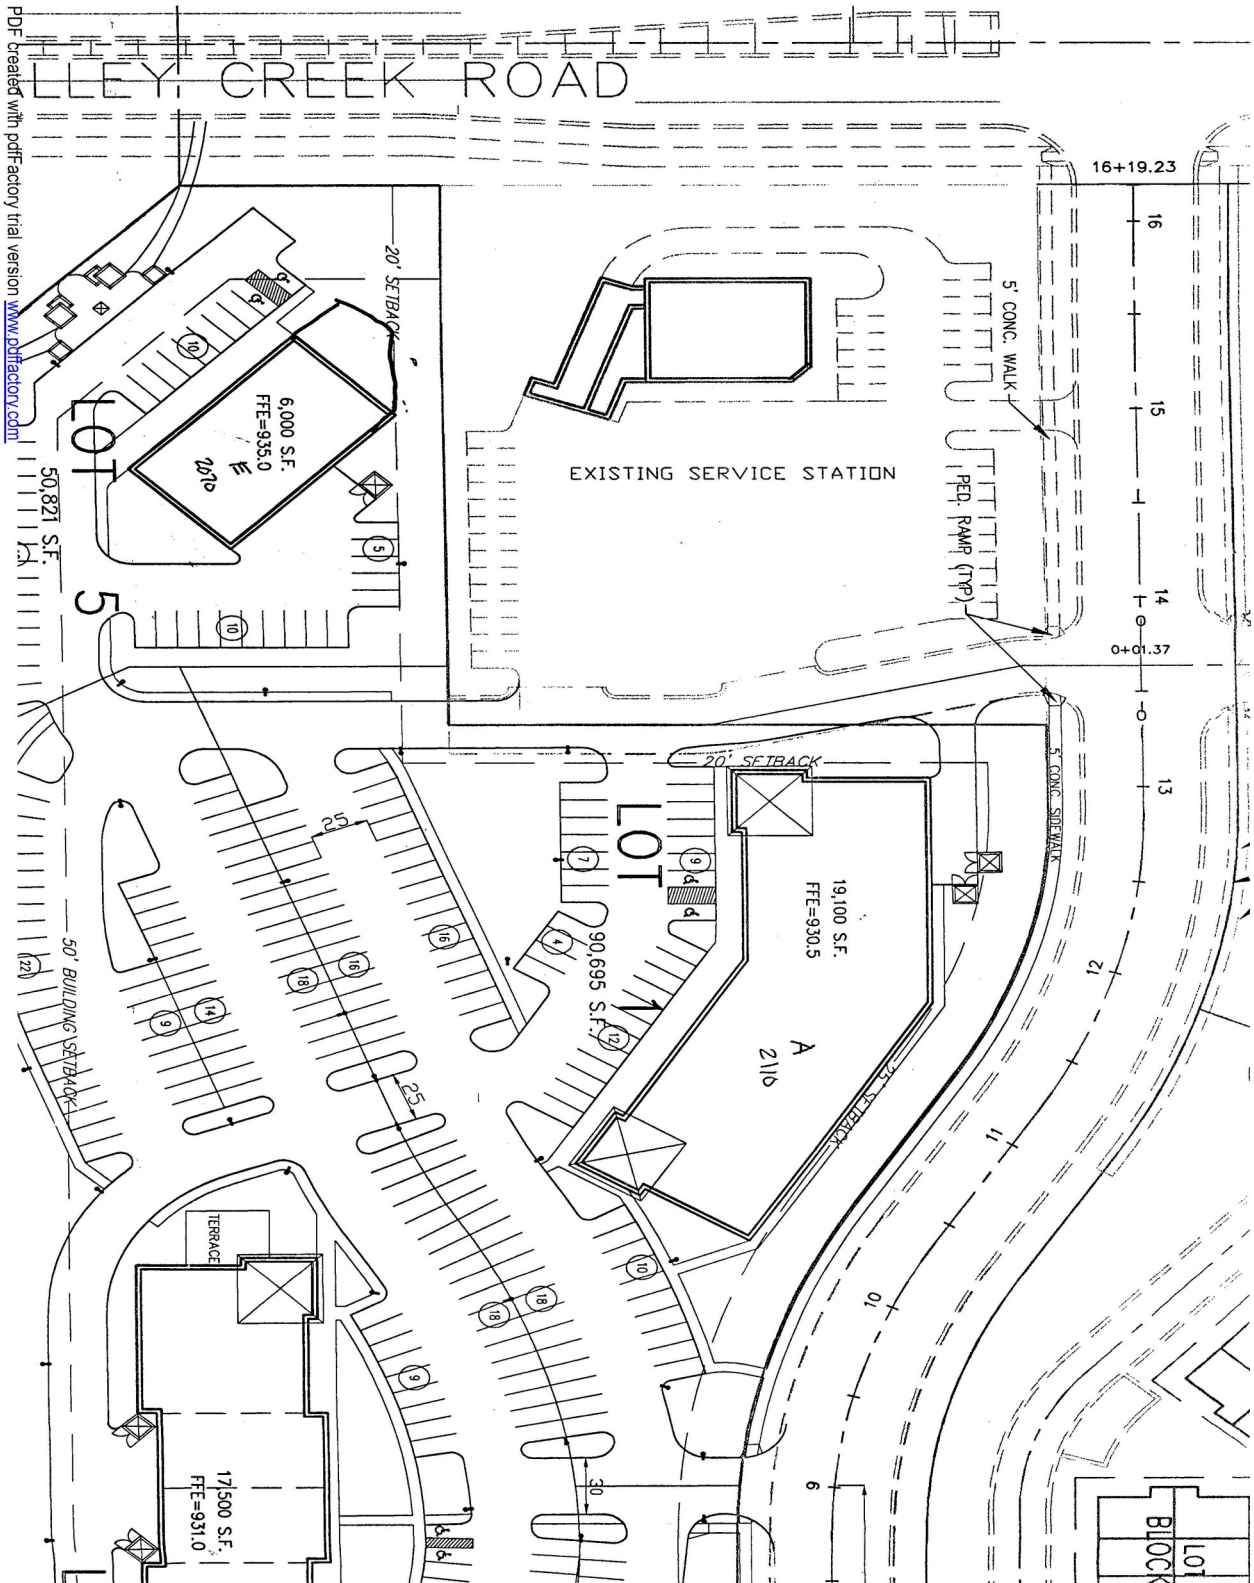 PDF created with pdfFactory trial version www.pdffactory.com
LLEY CREEK ROAD
16+19.23
16
20' SETBACK
5' CONC. WALK
10
15
6,000 S.F.
FFE=935.0
E
2670
LOT
5
50,821 S.F.
EXISTING SERVICE STATION
PED. RAMP (TYP)
5
14
10
0+01.37
13
20' SETBACK
5' CONC. SIDEWALK
25
LOT
1
90,695 S.F.
7
9
19,100 S.F.
FFE=930.5
16
4
16
18
12
22
50' BUILDING SETBACK
14
9
12
A
2110
25' SETBACK
25
11
TERRACE
10
10
18
18
9
17,500 S.F.
FFE=931.0
30
9
LOT
BLOCK